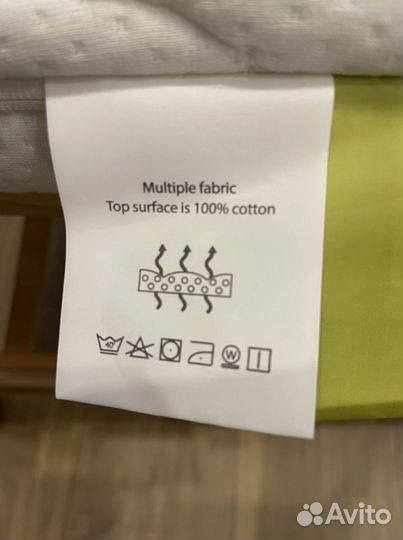 Multiple fabric
Top surface is 100% cotton
40°
W
Avito